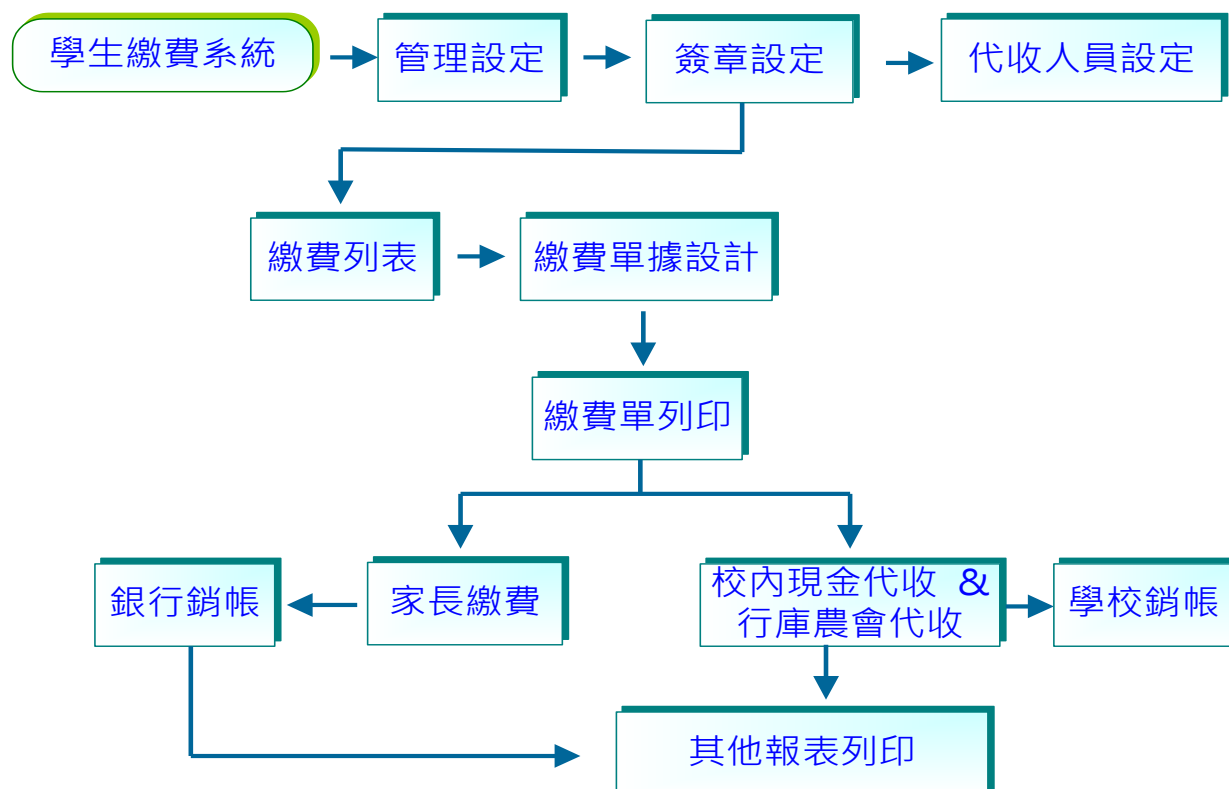 學生繳費系統
管理設定
簽章設定
代收人員設定
繳費列表
繳費單據設計
繳費單列印
銀行銷帳
家長繳費
校內現金代收 &
行庫農會代收
學校銷帳
其他報表列印